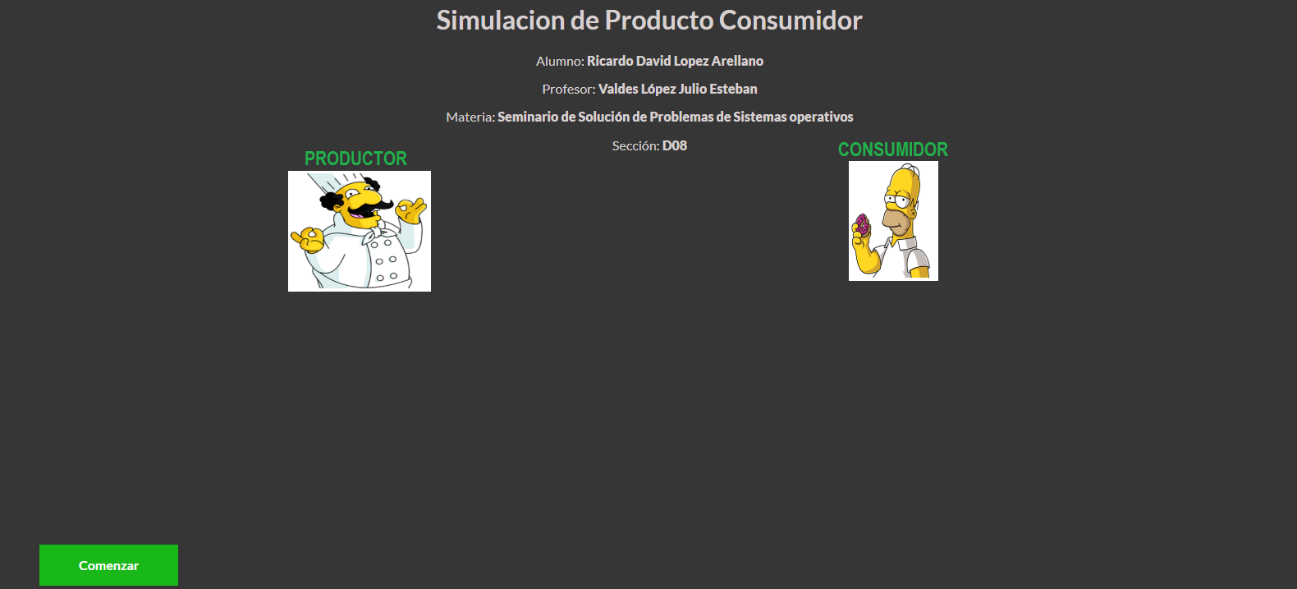 Simulacion de Producto Consumidor
Alumno: Ricardo David Lopez Arellano
Profesor: Valdes López Julio Esteban
Materia: Seminario de Solución de Problemas de Sistemas operativos
Sección: D08
PRODUCTOR
CONSUMIDOR
Comenzar